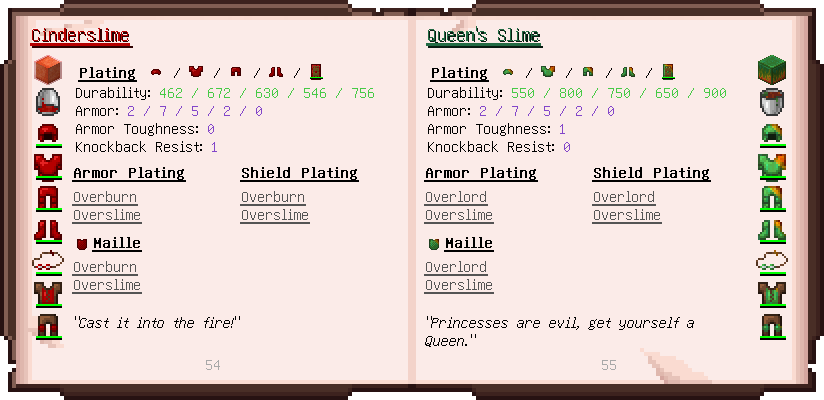 Cinderslime
Plating / / / /
Durability: 462 / 672 / 630 / 546 / 756
Armor: 2 / 7 / 5 / 2 / 0
Armor Toughness: 0
Knockback Resist: 1
Armor Plating
Overburn
Overslime
Shield Plating
Overburn
Overslime
Maille
Overburn
Overslime
"Cast it into the fire!"
54
Queen's Slime
Plating / / / /
Durability: 550 / 800 / 750 / 650 / 900
Armor: 2 / 7 / 5 / 2 / 0
Armor Toughness: 1
Knockback Resist: 0
Armor Plating
Overlord
Overslime
Shield Plating
Overlord
Overslime
Maille
Overlord
Overslime
"Princesses are evil, get yourself a
Queen."
55